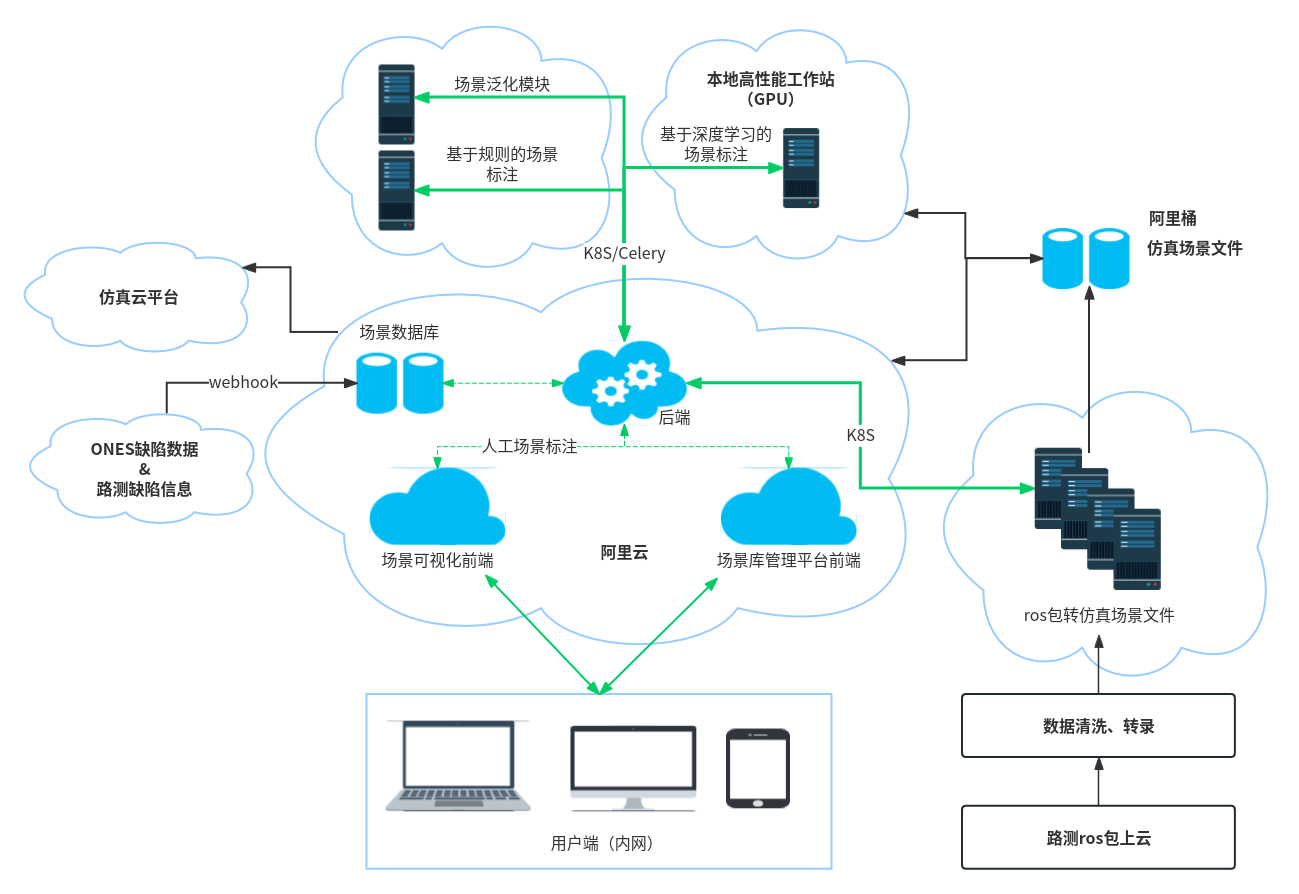 场景泛化模块
基于规则的场景
标注
本地高性能工作站
（GPU）
基于深度学习的
场景标注
K8S/Celery
阿里桶
仿真场景文件
仿真云平台
场景数据库
webhook
ONES缺陷数据
&
路测缺陷信息
后端
人工场景标注
K8S
场景可视化前端
阿里云
场景库管理平台前端
ros包转仿真场景文件
数据清洗、转录
路测ros包上云
用户端（内网）